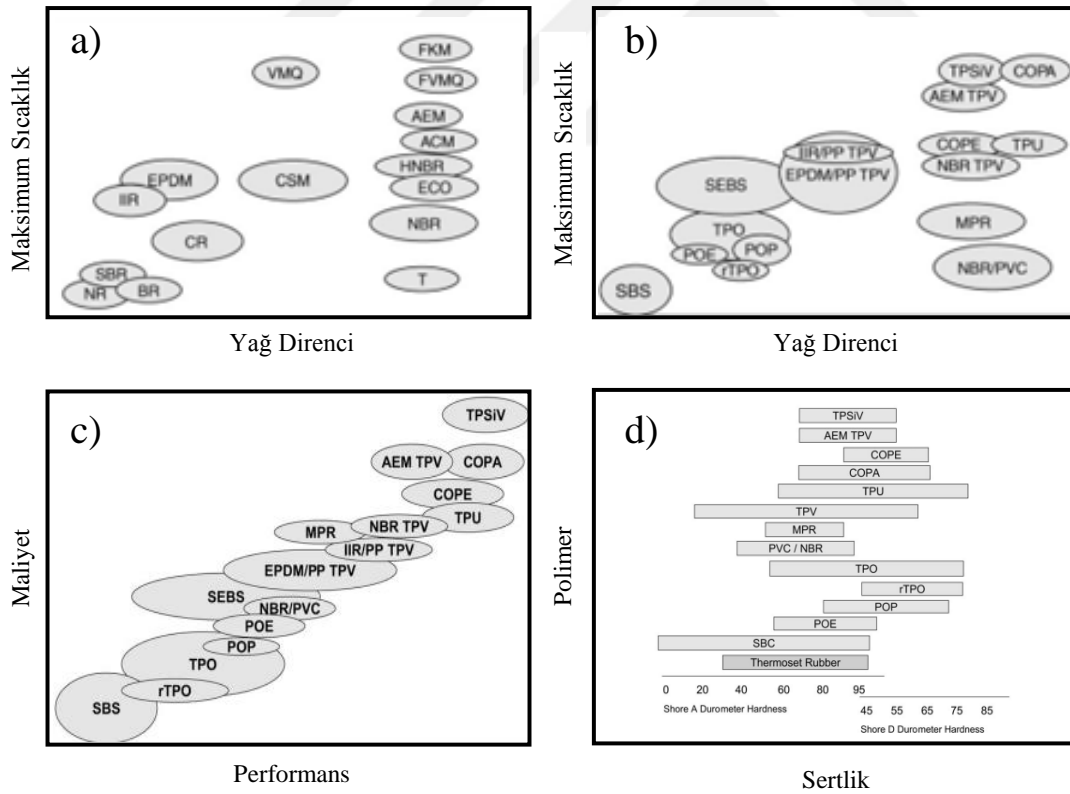 a)
FKM
VMQ
FVMQ
AEM
ACM
HNBR
EPDM
CSM
ECO
IIR
NBR
CR
SBR
T
NR
BR
Maksimum Sıcaklık
Yağ Direnci
b)
TPSiV
COPA
AEM TPV
COPE
TPU
IIR/PP TPV
NBR TPV
EPDM/PP TPV
SEBS
MPR
TPO
POE
POP
rTPO
NBR/PVC
SBS
Maksimum Sıcaklık
Yağ Direnci
c)
TPSiV
AEM TPV
COPA
COPE
TPU
NBR TPV
MPR
IIR/PP TPV
EPDM/PP TPV
SEBS
NBR/PVC
POE
POP
TPO
rTPO
SBS
Maliyet
Performans
d)
TPSiV
AEM TPV
COPE
COPA
TPU
TPV
MPR
PVC / NBR
TPO
rTPO
POP
POE
SBC
Thermoset Rubber
0 20 40 60 80 95
Shore A Durometer Hardness
45 55 65 75 85
Shore D Durometer Hardness
Polimer
Sertlik